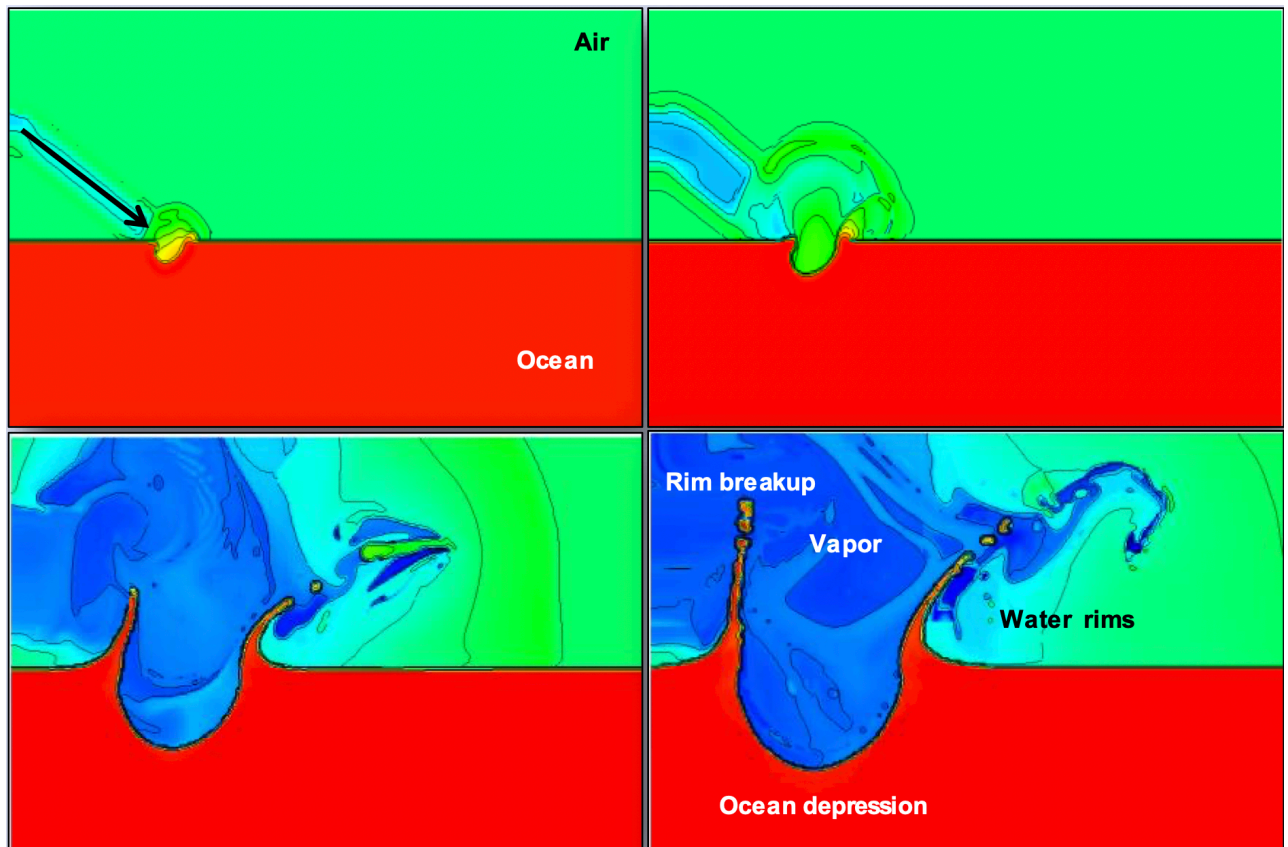 Air
Ocean
Rim breakup
Vapor
Water rims
Ocean depression